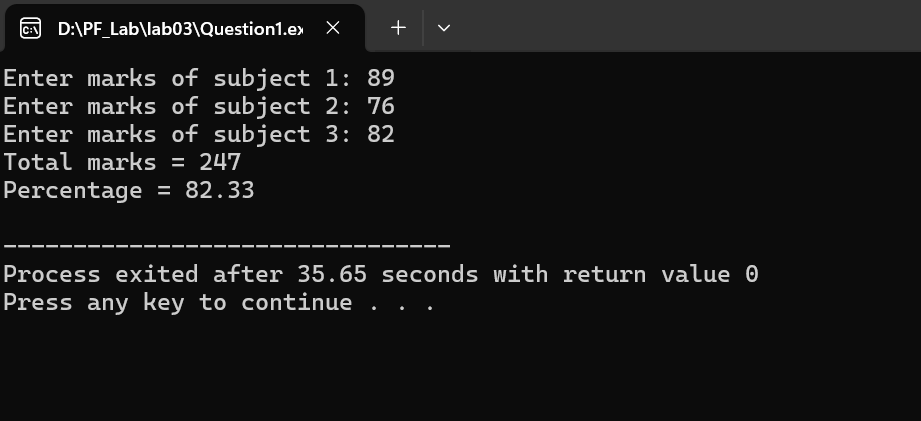 D:\PF_Lab\lab03\Question1.ex
Enter marks of subject 1: 89
Enter marks of subject 2: 76
Enter marks of subject 3: 82
Total marks = 247
Percentage = 82.33
--------------------------------
Process exited after 35.65 seconds with return value 0
Press any key to continue . . .